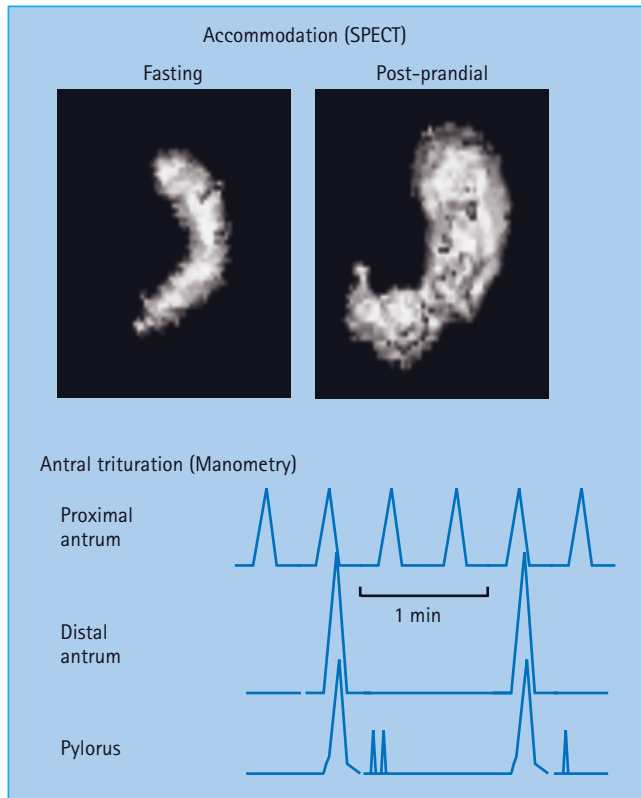 Accommodation (SPECT)
Fasting Post-prandial
Antral trituration (Manometry)
Proximal
antrum
1 min
Distal
antrum
Pylorus